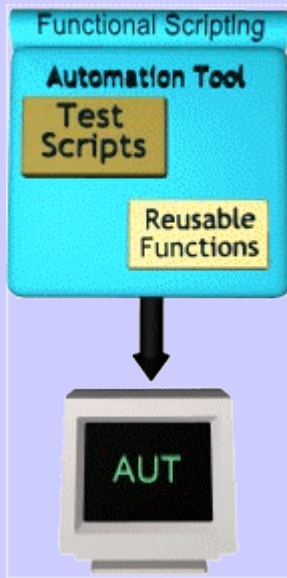 Functional Scripting
Automation Tool
Test
Scripts
Reusable
Functions
AUT